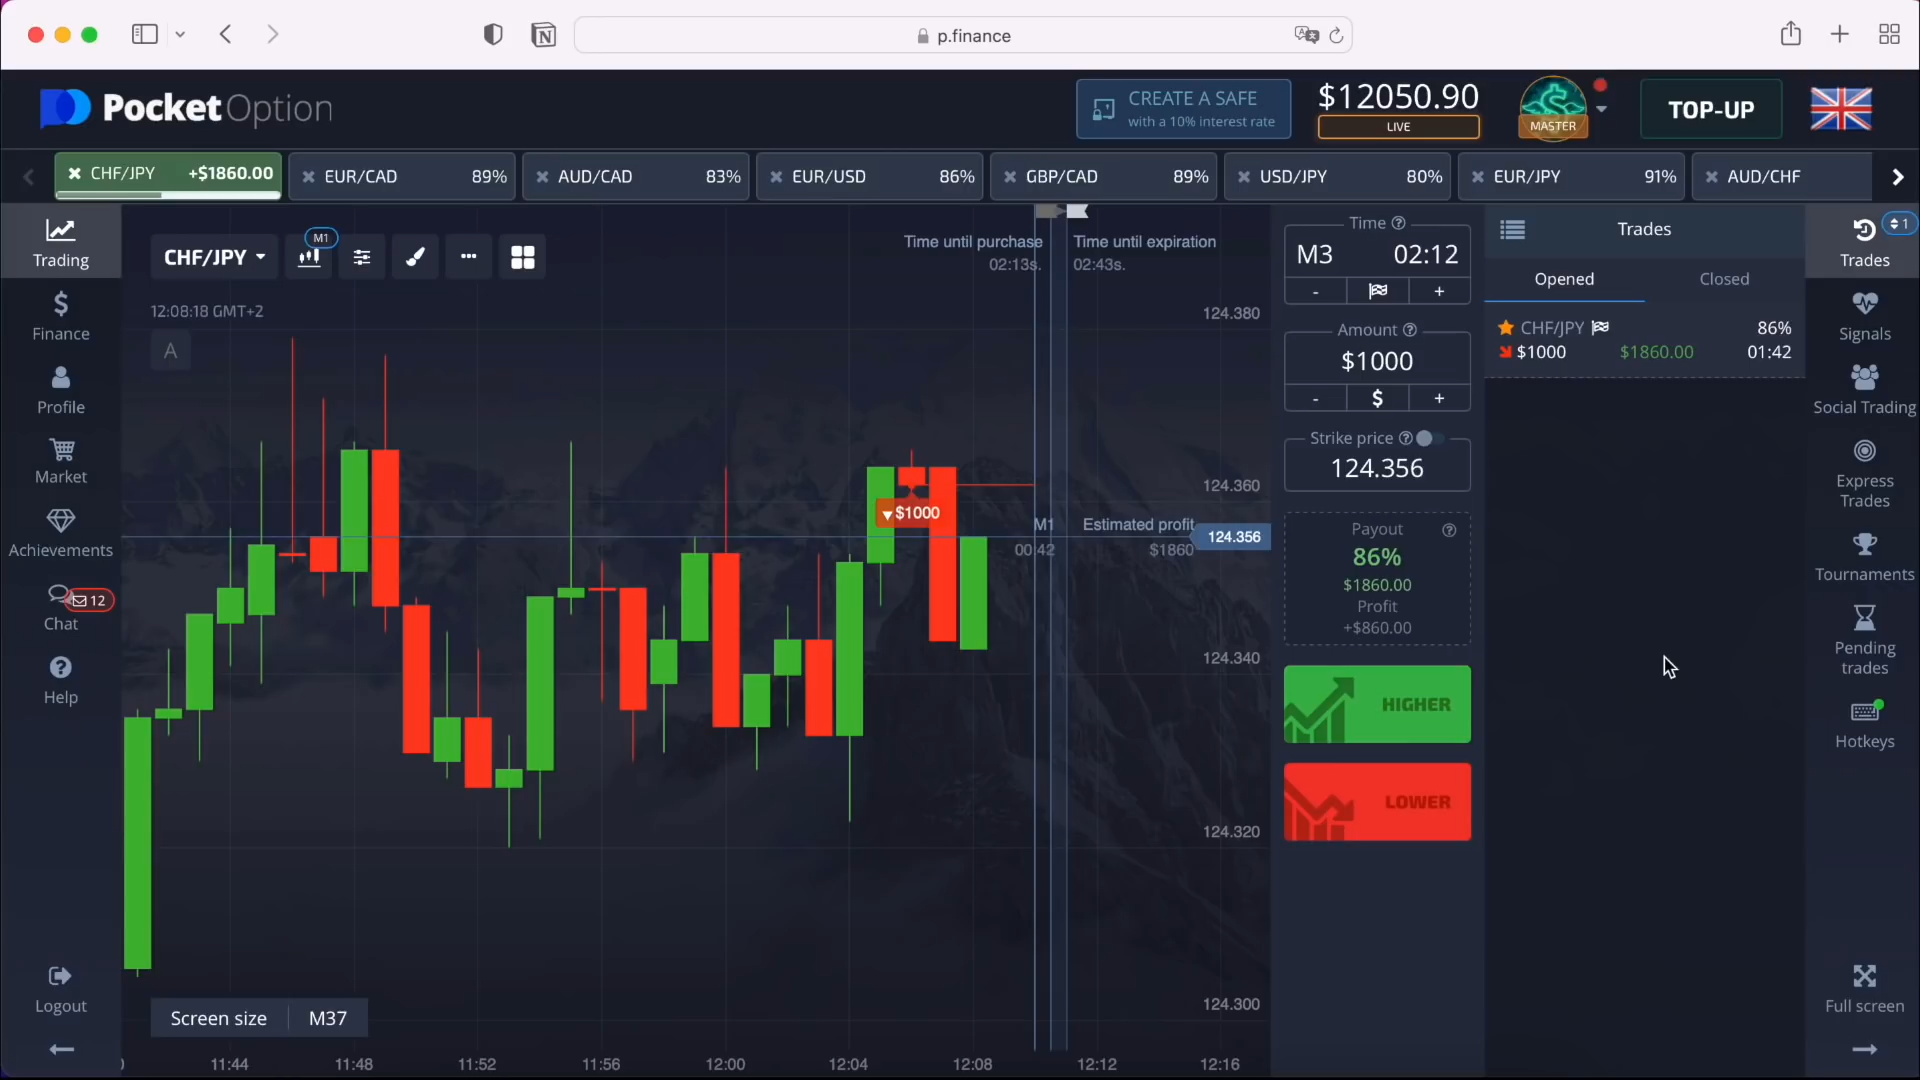 p.finance
PocketOption
CREATE A SAFE
with a 10% interest rate
$12050.90
LIVE
MASTER
TOP-UP
CHF/JPY +$1860.00
EUR/CAD 89%
AUD/CAD 83%
EUR/USD 86%
GBP/CAD 89%
USD/JPY 80%
EUR/JPY 91%
AUD/CHF
Trading
Finance
Profile
Market
Achievements
12
Chat
Help
Logout
CHF/JPY
M1
12:08:18 GMT+2
A
Time until purchase
02:13s.
Time until expiration
02:43s.
124.380
124.360
124.356
124.340
124.320
124.300
$1000
M1
00:42
Estimated profit
$1860
Screen size M37
11:44 11:48 11:52 11:56 12:00 12:04 12:08 12:12 12:16
Time
M3 02:12
- +
Amount
$1000
- $ +
Strike price
124.356
Payout
86%
$1860.00
Profit
+$860.00
HIGHER
LOWER
Trades
Opened Closed
CHF/JPY 86%
$1000 $1860.00 01:42
1
Trades
Signals
Social Trading
Express
Trades
Tournaments
Pending
trades
Hotkeys
Full screen